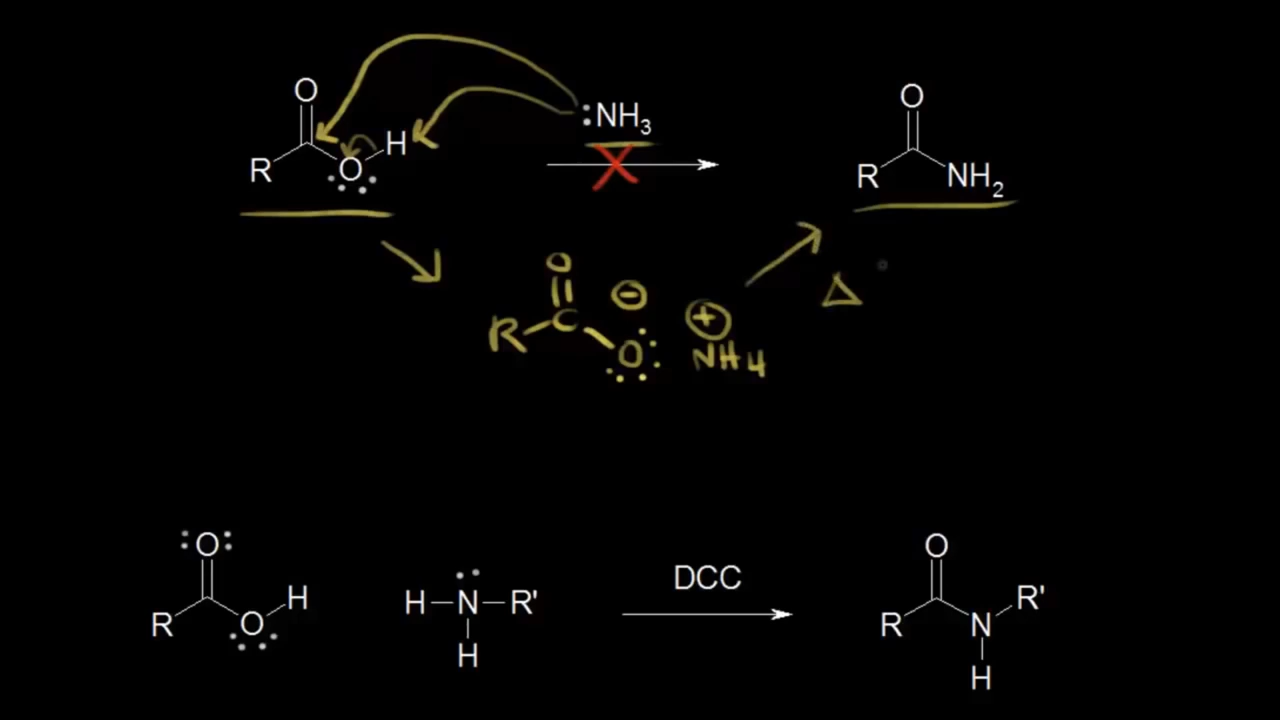 O O
H :NH3
R O R NH2
O ⊖ ⊕
R C O NH4 Δ
O O
DCC
H H N R' R'
R O R N
H H